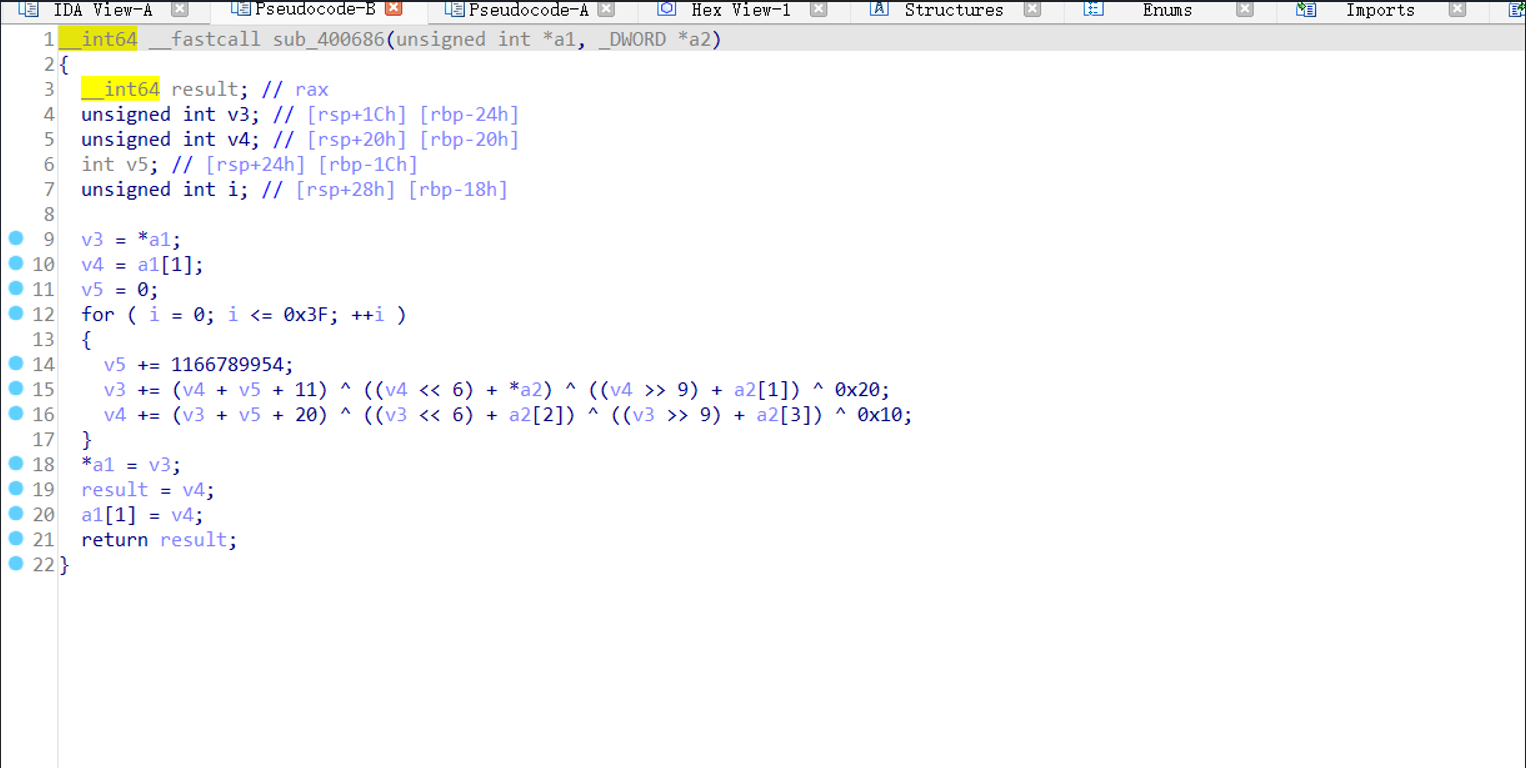 IDA View-A Pseudocode-B Pseudocode-A Hex View-1 Structures Enums Imports
1 __int64 __fastcall sub_400686(unsigned int *a1, _DWORD *a2)
2 {
3 __int64 result; // rax
4 unsigned int v3; // [rsp+1Ch] [rbp-24h]
5 unsigned int v4; // [rsp+20h] [rbp-20h]
6 int v5; // [rsp+24h] [rbp-1Ch]
7 unsigned int i; // [rsp+28h] [rbp-18h]
8
9 v3 = *a1;
10 v4 = a1[1];
11 v5 = 0;
12 for ( i = 0; i <= 0x3F; ++i )
13 {
14 v5 += 1166789954;
15 v3 += (v4 + v5 + 11) ^ ((v4 << 6) + *a2) ^ ((v4 >> 9) + a2[1]) ^ 0x20;
16 v4 += (v3 + v5 + 20) ^ ((v3 << 6) + a2[2]) ^ ((v3 >> 9) + a2[3]) ^ 0x10;
17 }
18 *a1 = v3;
19 result = v4;
20 a1[1] = v4;
21 return result;
22 }